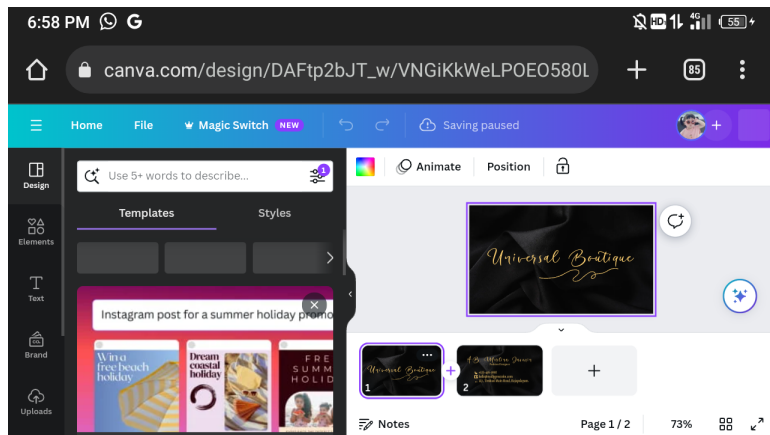 6:58 PM G HD 4G 55
canva.com/design/DAFtp2bJT_w/VNGiKkWeLPOEO580L 85
Home File Magic Switch NEW Saving paused
Design
Elements
Text
Brand
Uploads
Use 5+ words to describe... 1
Templates Styles
Instagram post for a summer holiday promo
Win a
free beach
holiday
Dream
coastal
holiday
FREE
SUMM
HOLID
Animate Position
Universal Boutique
Universal Boutique
1
2
Notes Page 1 / 2 73%